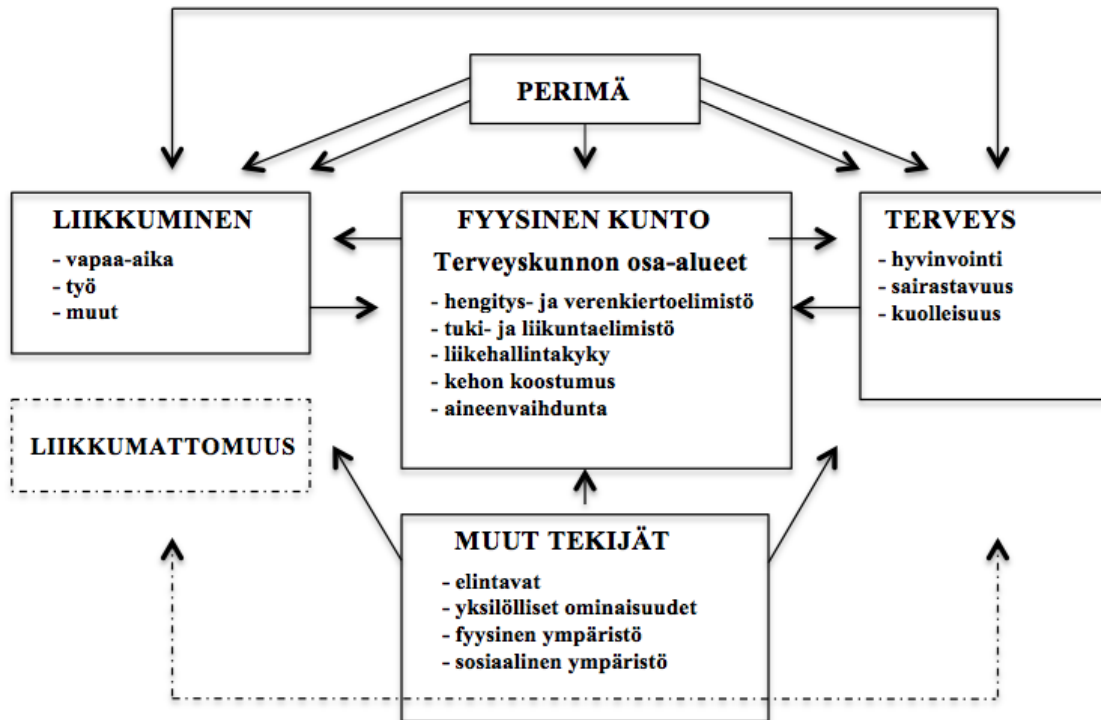 PERIMÄ
LIIKKUMINEN
- vapaa-aika
- työ
- muut
FYYSINEN KUNTO
Terveyskunnon osa-alueet
- hengitys- ja verenkiertoelimistö
- tuki- ja liikuntaelimistö
- liikehallintakyky
- kehon koostumus
- aineenvaihdunta
TERVEYS
- hyvinvointi
- sairastavuus
- kuolleisuus
LIIKKUMATTOMUUS
MUUT TEKIJÄT
- elintavat
- yksilölliset ominaisuudet
- fyysinen ympäristö
- sosiaalinen ympäristö